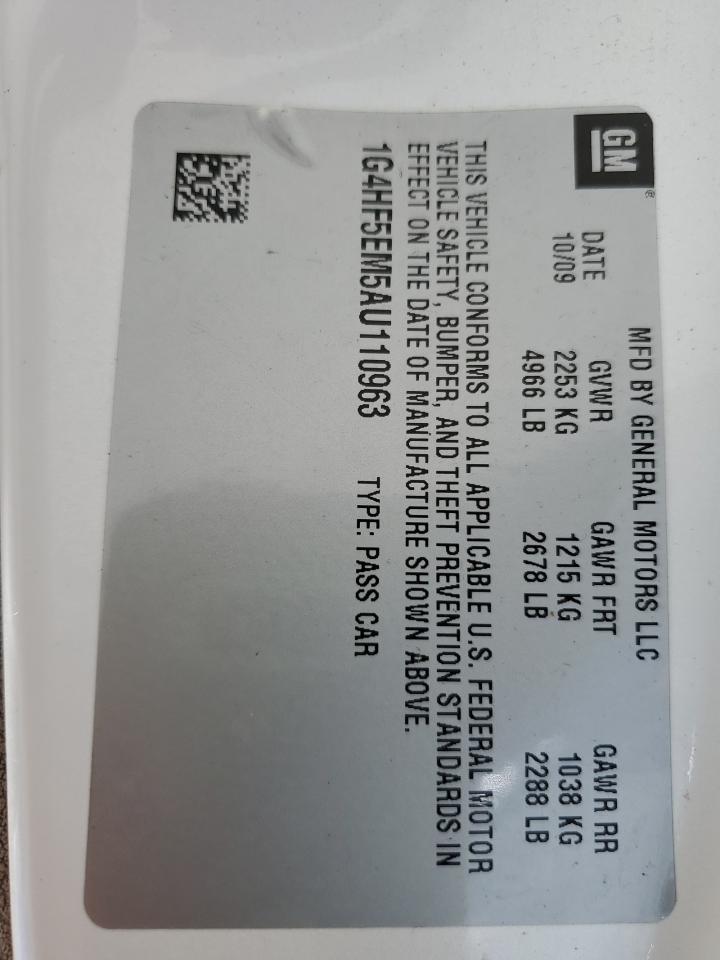 GM
®
MFD BY GENERAL MOTORS LLC
DATE GVWR GAWR FRT GAWR RR
10/09 2253 KG 1215 KG 1038 KG
4966 LB 2678 LB 2288 LB
THIS VEHICLE CONFORMS TO ALL APPLICABLE U.S. FEDERAL MOTOR
VEHICLE SAFETY, BUMPER, AND THEFT PREVENTION STANDARDS IN
EFFECT ON THE DATE OF MANUFACTURE SHOWN ABOVE.
1G4HF5EM5AU110963 TYPE: PASS CAR